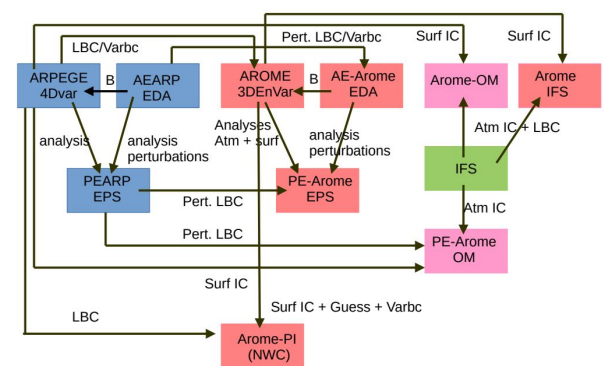 LBC/Varbc
Pert. LBC/Varbc
Surf IC
Surf IC
ARPEGE
4Dvar
B
AEARP
EDA
AROME
3DEnVar
B
AE-Arome
EDA
Arome-OM
Arome
IFS
analysis
analysis
perturbations
Analyses
Atm + surf
analysis
perturbations
Atm IC + LBC
IFS
PEARP
EPS
Pert. LBC
PE-Arome
EPS
Atm IC
Pert. LBC
PE-Arome
OM
Surf IC
Surf IC + Guess + Varbc
LBC
Arome-PI
(NWC)